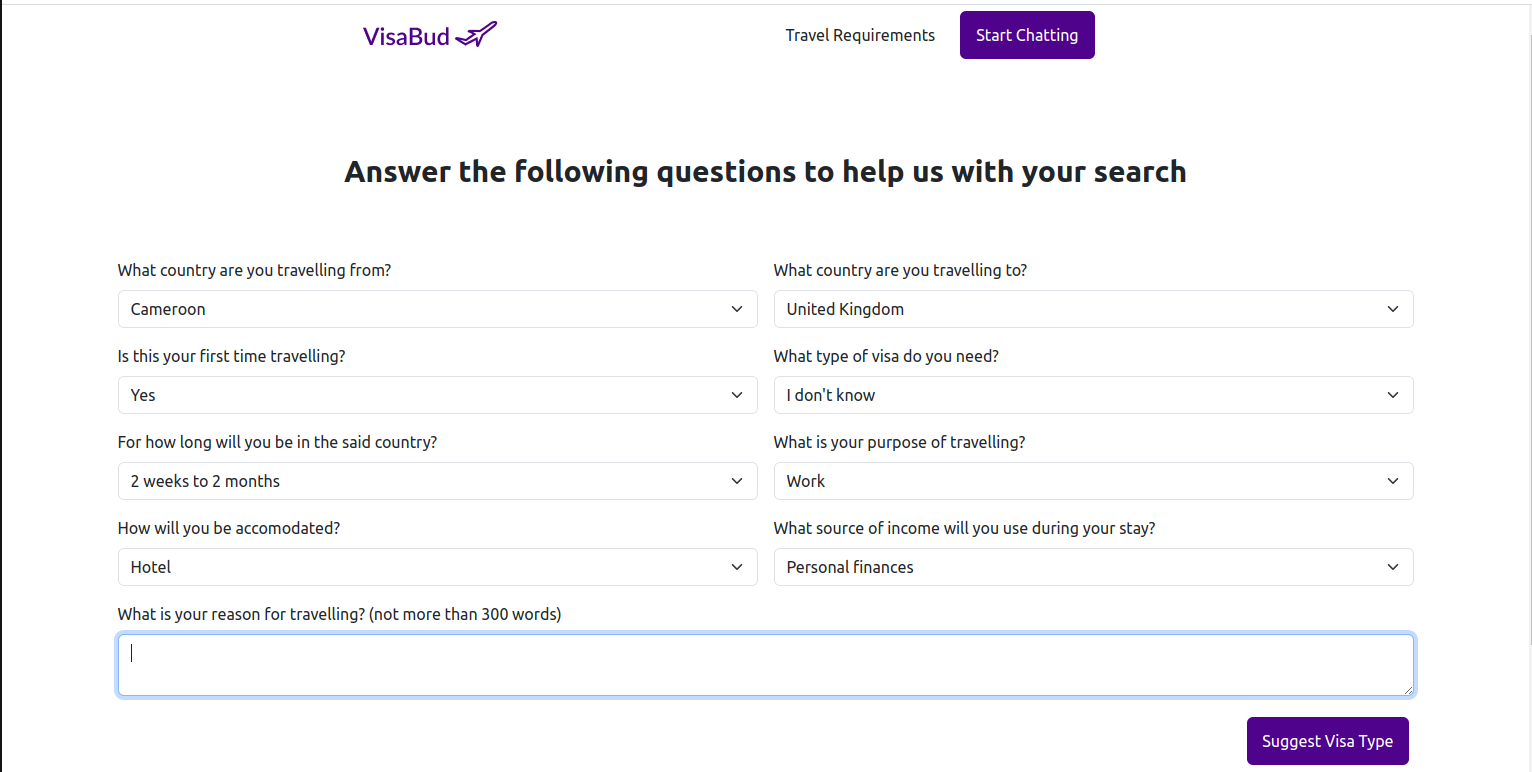 VisaBud
Travel Requirements
Start Chatting
Answer the following questions to help us with your search
What country are you travelling from?
What country are you travelling to?
Cameroon
United Kingdom
Is this your first time travelling?
What type of visa do you need?
Yes
I don't know
For how long will you be in the said country?
What is your purpose of travelling?
2 weeks to 2 months
Work
How will you be accomodated?
What source of income will you use during your stay?
Hotel
Personal finances
What is your reason for travelling? (not more than 300 words)
Suggest Visa Type